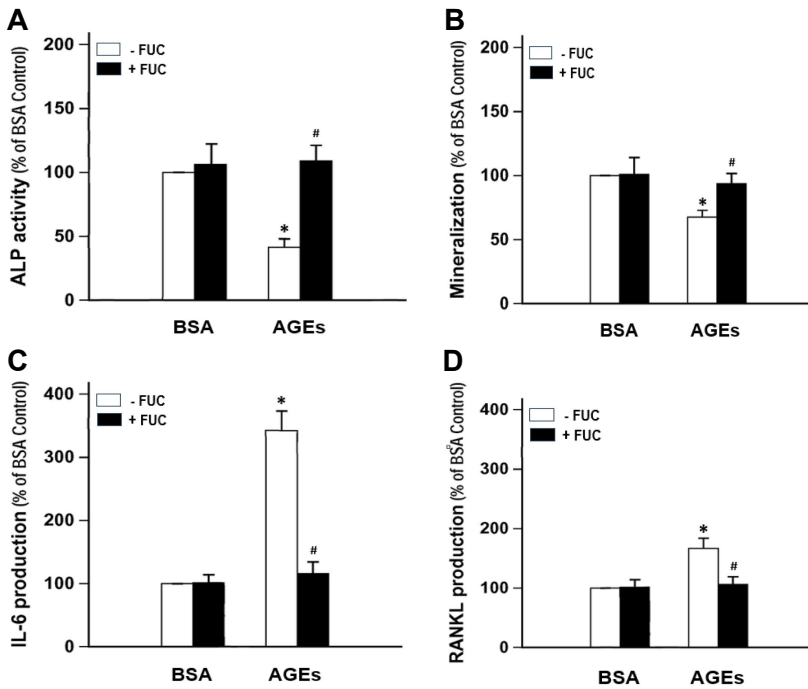 A
ALP activity (% of BSA Control)
200
150
100
50
0
- FUC
+ FUC
*
#
BSA
AGEs
B
Mineralization (% of BSA Control)
200
150
100
50
0
- FUC
+ FUC
*
#
BSA
AGEs
C
IL-6 production (% of BSA Control)
400
300
200
100
0
- FUC
+ FUC
*
#
BSA
AGEs
D
RANKL production (% of BSA Control)
400
300
200
100
0
- FUC
+ FUC
*
#
BSA
AGEs